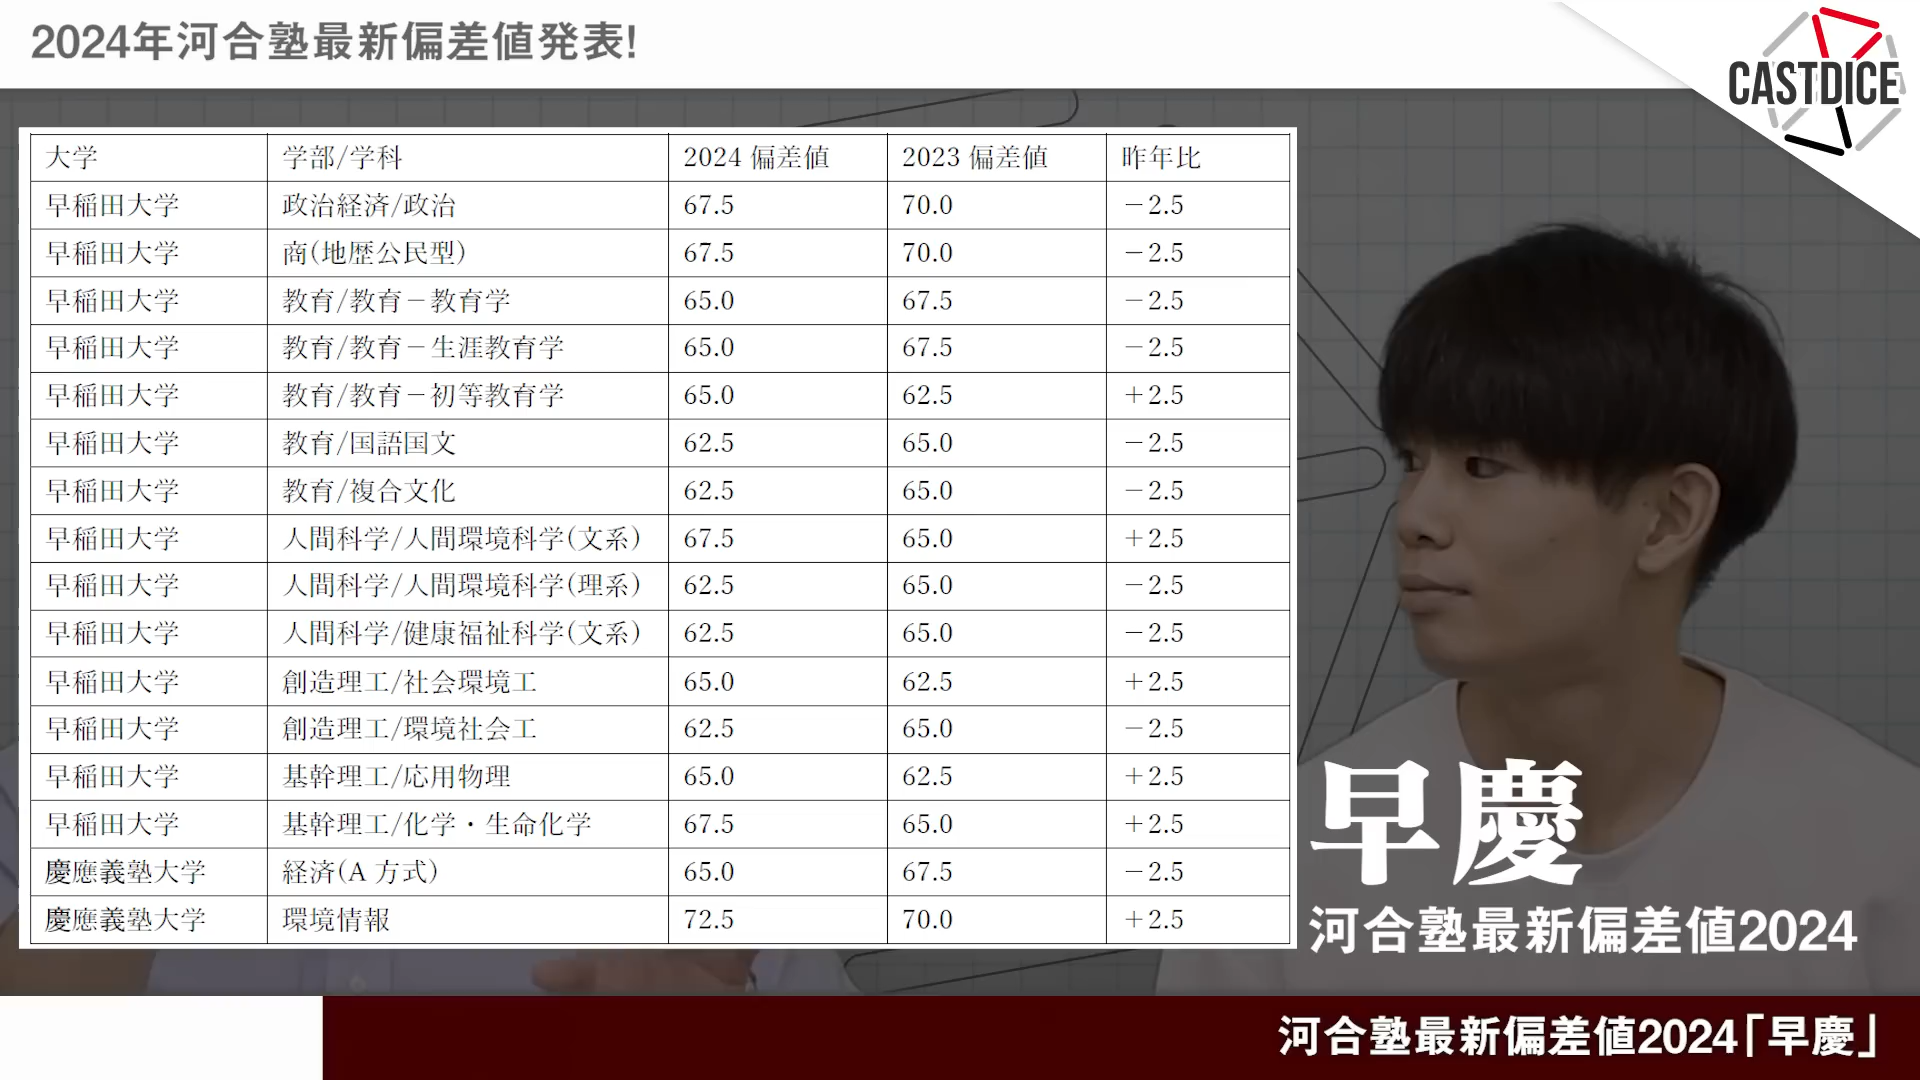 2024年河合塾最新偏差値発表!
CASTDICE
大学 学部/学科 2024 偏差値 2023 偏差値 昨年比
早稲田大学 政治経済/政治 67.5 70.0 −2.5
早稲田大学 商(地歴公民型) 67.5 70.0 −2.5
早稲田大学 教育/教育−教育学 65.0 67.5 −2.5
早稲田大学 教育/教育−生涯教育学 65.0 67.5 −2.5
早稲田大学 教育/教育−初等教育学 65.0 62.5 +2.5
早稲田大学 教育/国語国文 62.5 65.0 −2.5
早稲田大学 教育/複合文化 62.5 65.0 −2.5
早稲田大学 人間科学/人間環境科学(文系) 67.5 65.0 +2.5
早稲田大学 人間科学/人間環境科学(理系) 62.5 65.0 −2.5
早稲田大学 人間科学/健康福祉科学(文系) 62.5 65.0 −2.5
早稲田大学 創造理工/社会環境工 65.0 62.5 +2.5
早稲田大学 創造理工/環境社会工 62.5 65.0 −2.5
早稲田大学 基幹理工/応用物理 65.0 62.5 +2.5
早稲田大学 基幹理工/化学・生命化学 67.5 65.0 +2.5
慶應義塾大学 経済(A 方式) 65.0 67.5 −2.5
慶應義塾大学 環境情報 72.5 70.0 +2.5
早慶
河合塾最新偏差値2024
河合塾最新偏差値2024「早慶」